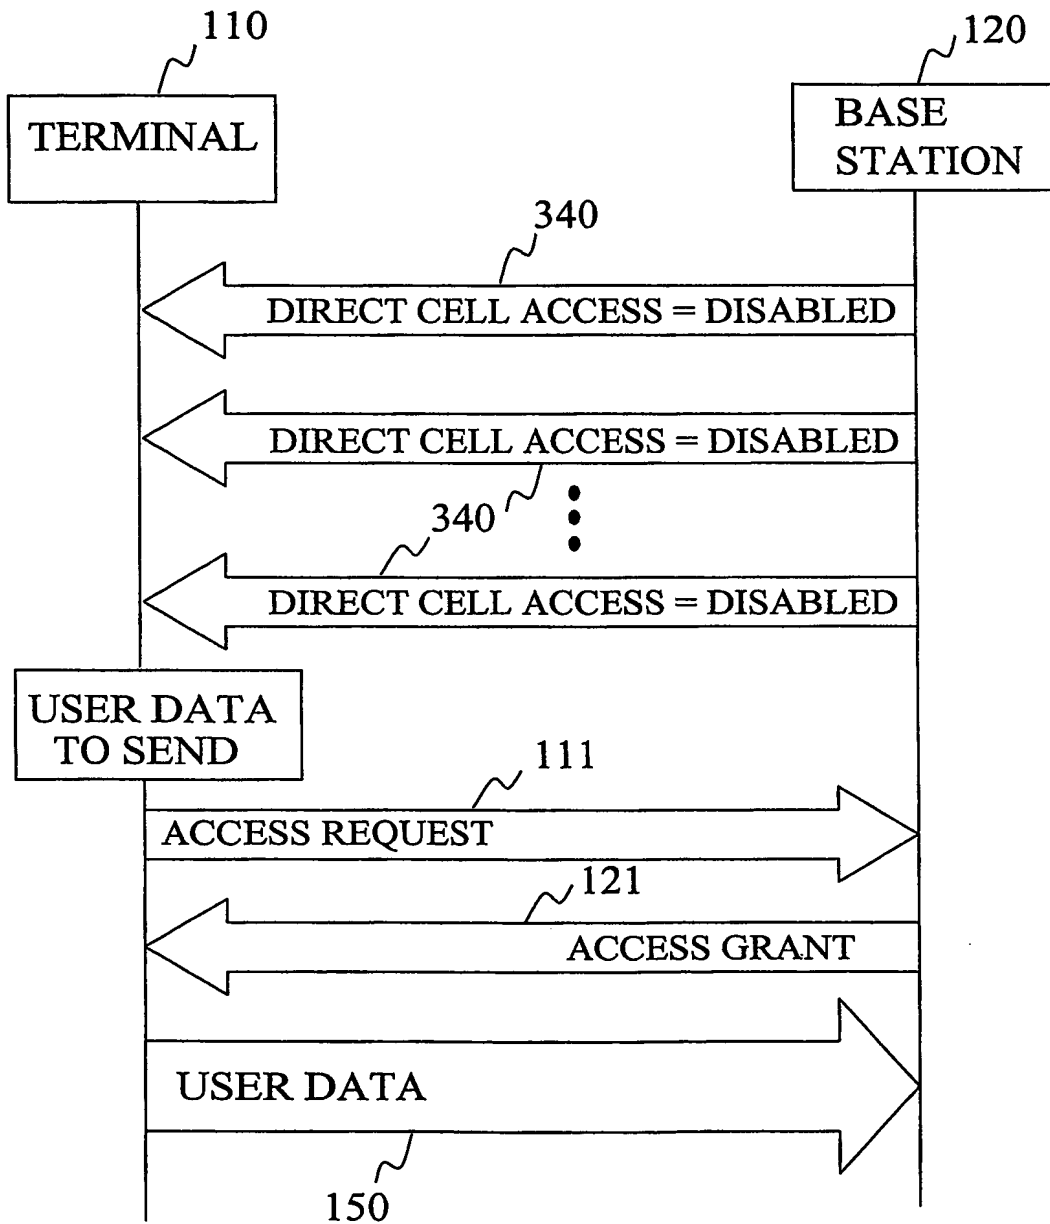 110
120
TERMINAL
BASE
STATION
340
DIRECT CELL ACCESS = DISABLED
DIRECT CELL ACCESS = DISABLED
340
DIRECT CELL ACCESS = DISABLED
USER DATA
TO SEND
111
ACCESS REQUEST
121
ACCESS GRANT
USER DATA
150